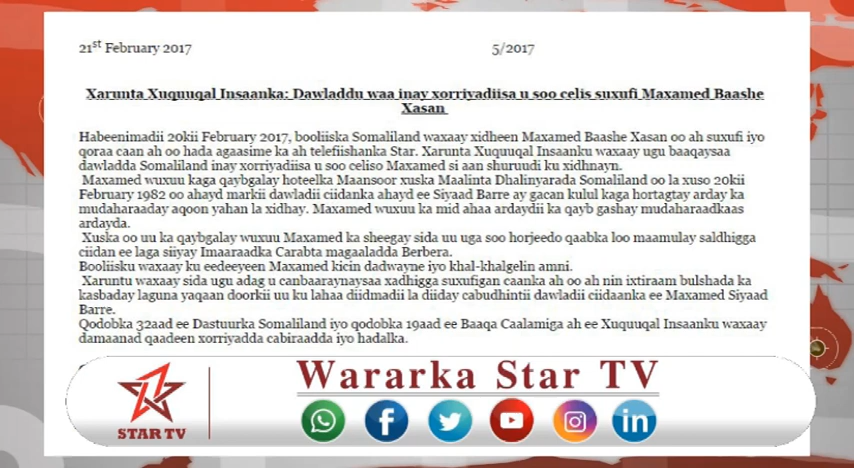 21st February 2017 5/2017
Xarunta Xuquuqal Insaanka: Dawladdu waa inay xorriyadiisa u soo celis suxufi Maxamed Baashe
Xasan
Habeenimadii 20kii February 2017, booliiska Somaliland waxaay xidheen Maxamed Baashe Xasan oo ah suxufi iyo
qoraa caan ah oo hada agaasime ka ah telefiishanka Star. Xarunta Xuquuqal Insaanku waxaay ugu baaqaysaa
dawladda Somaliland inay xorriyadiisa u soo celiso Maxamed si aan shuruudi ku xidhnayn.
Maxamed wuxuu kaga qaybgalay hoteelka Maansoor xuska Maalinta Dhalinyarada Somaliland oo la xuso 20kii
February 1982 oo ahayd markii dawladii ciidanka ahayd ee Siyaad Barre ay gacan kulul kaga hortagtay arday ka
mudaharaaday aqoon yahan la xidhay. Maxamed wuxuu ka mid ahaa ardaydii ka qayb gashay mudaharaadkaas
ardayda.
Xuska oo uu ka qaybgalay wuxuu Maxamed ka sheegay sida uu uga soo horjeedo qaabka loo maamulay saldhigga
ciidan ee laga siiyay Imaaraadka Carabta magaaladda Berbera.
Booliisku waxaay ku eedeeyeen Maxamed kicin dadwayne iyo khal-khalgelin amni.
Xaruntu waxaay sida ugu adag u canbaaraynaysaa xadhigga suxufigan caanka ah oo ah nin ixtiraam bulshada ka
kasbaday laguna yaqaan doorkii uu ku lahaa diidmadii la diiday cabudhintii dawladii ciidaanka ee Maxamed Siyaad
Barre.
Qodobka 32aad ee Dastuurka Somaliland iyo qodobka 19aad ee Baaqa Caalamiga ah ee Xuquuqal Insaanku waxaay
damaanad qaadeen xorriyadda cabiraadda iyo hadalka.
Wararka Star TV
STAR TV